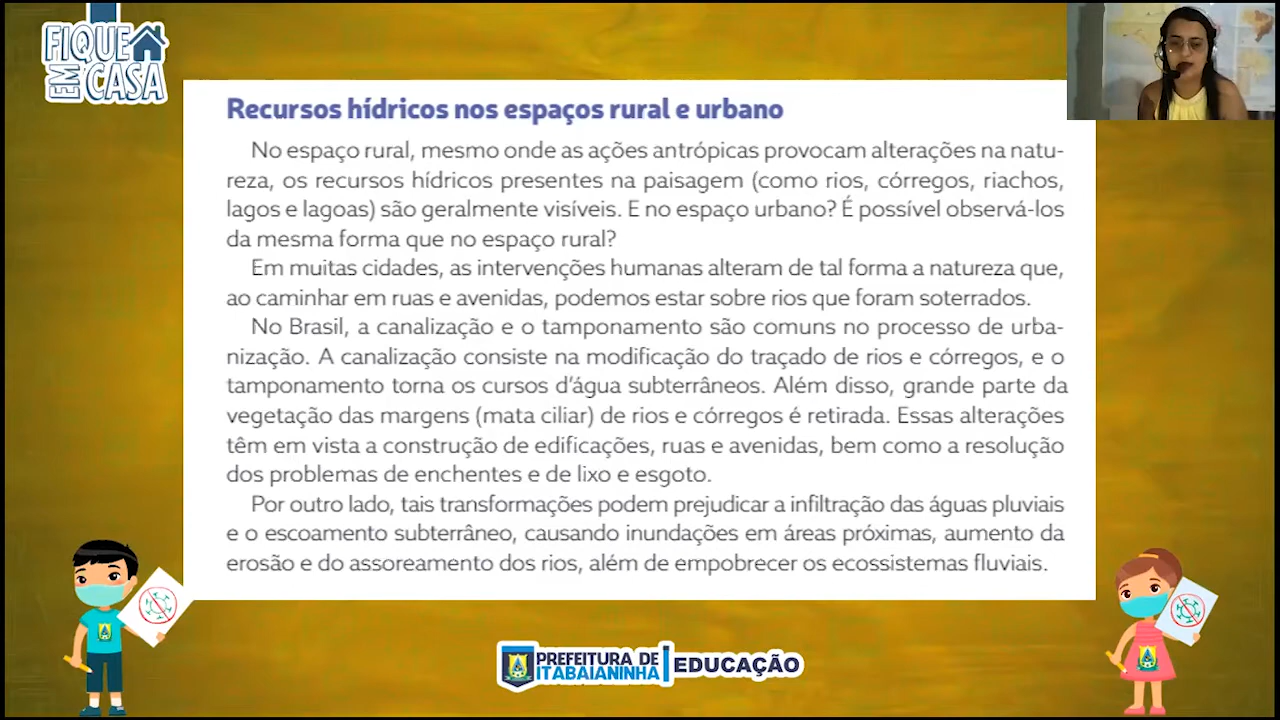 FIQUE
EM CASA
Recursos hídricos nos espaços rural e urbano
No espaço rural, mesmo onde as ações antrópicas provocam alterações na natu-
reza, os recursos hídricos presentes na paisagem (como rios, córregos, riachos,
lagos e lagoas) são geralmente visíveis. E no espaço urbano? É possível observá-los
da mesma forma que no espaço rural?
Em muitas cidades, as intervenções humanas alteram de tal forma a natureza que,
ao caminhar em ruas e avenidas, podemos estar sobre rios que foram soterrados.
No Brasil, a canalização e o tamponamento são comuns no processo de urba-
nização. A canalização consiste na modificação do traçado de rios e córregos, e o
tamponamento torna os cursos d'água subterrâneos. Além disso, grande parte da
vegetação das margens (mata ciliar) de rios e córregos é retirada. Essas alterações
têm em vista a construção de edificações, ruas e avenidas, bem como a resolução
dos problemas de enchentes e de lixo e esgoto.
Por outro lado, tais transformações podem prejudicar a infiltração das águas pluviais
e o escoamento subterrâneo, causando inundações em áreas próximas, aumento da
erosão e do assoreamento dos rios, além de empobrecer os ecossistemas fluviais.
PREFEITURA DE
ITABAIANINHA
EDUCAÇÃO